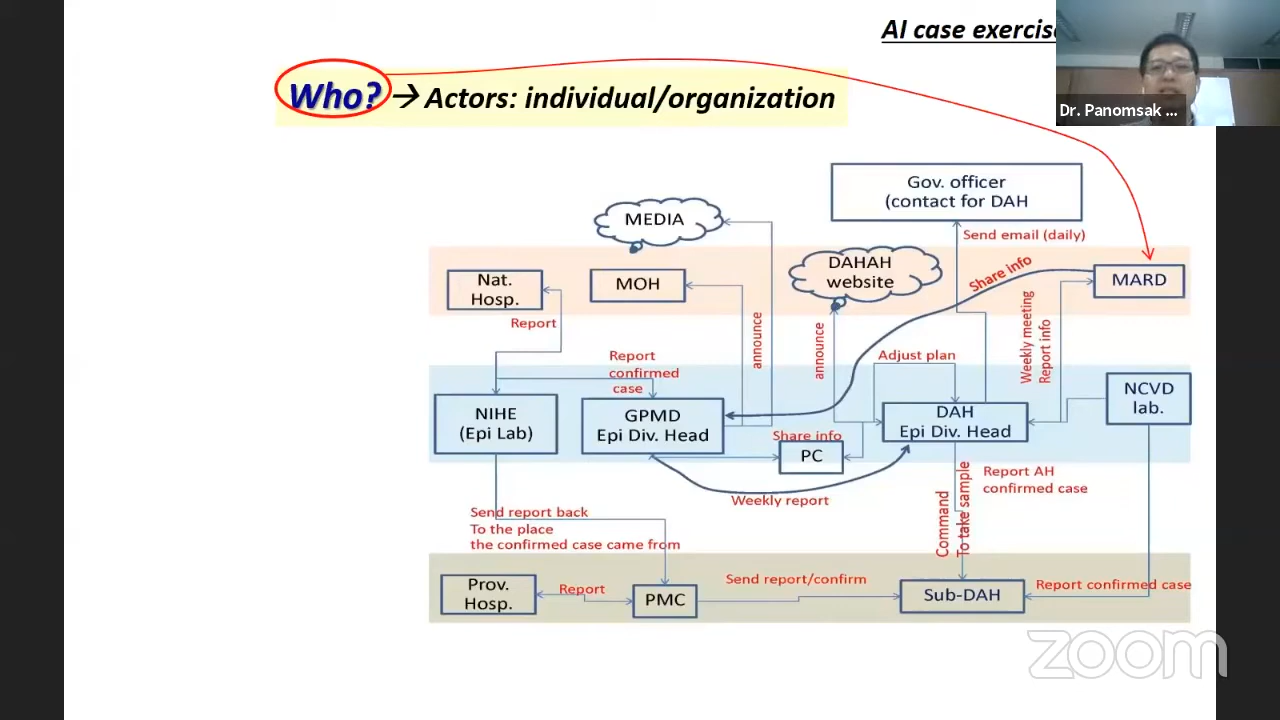 AI case exercise
Dr. Panomsak ...
Who? → Actors: individual/organization
Gov. officer
(contact for DAH
MEDIA
Send email (daily)
DAHAH
website
Share info
MARD
Nat.
Hosp.
MOH
Report
announce
announce
Weekly meeting
Report info
Report
confirmed
case
Adjust plan
NCVD
lab.
NIHE
(Epi Lab)
GPMD
Epi Div. Head
DAH
Epi Div. Head
Share info
PC
Weekly report
Report AH
confirmed case
Command
To take sample
Send report back
To the place
the confirmed case came from
Prov.
Hosp.
Report
PMC
Send report/confirm
Sub-DAH
Report confirmed case
zoom